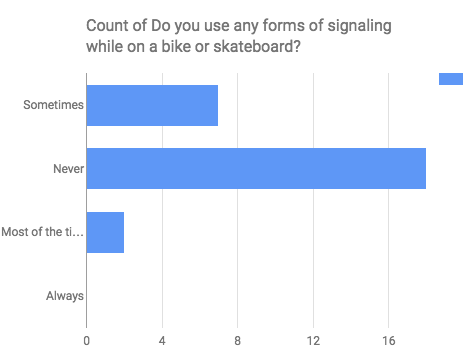 Count of Do you use any forms of signaling
while on a bike or skateboard?
Sometimes
Never
Most of the ti...
Always
0 4 8 12 16